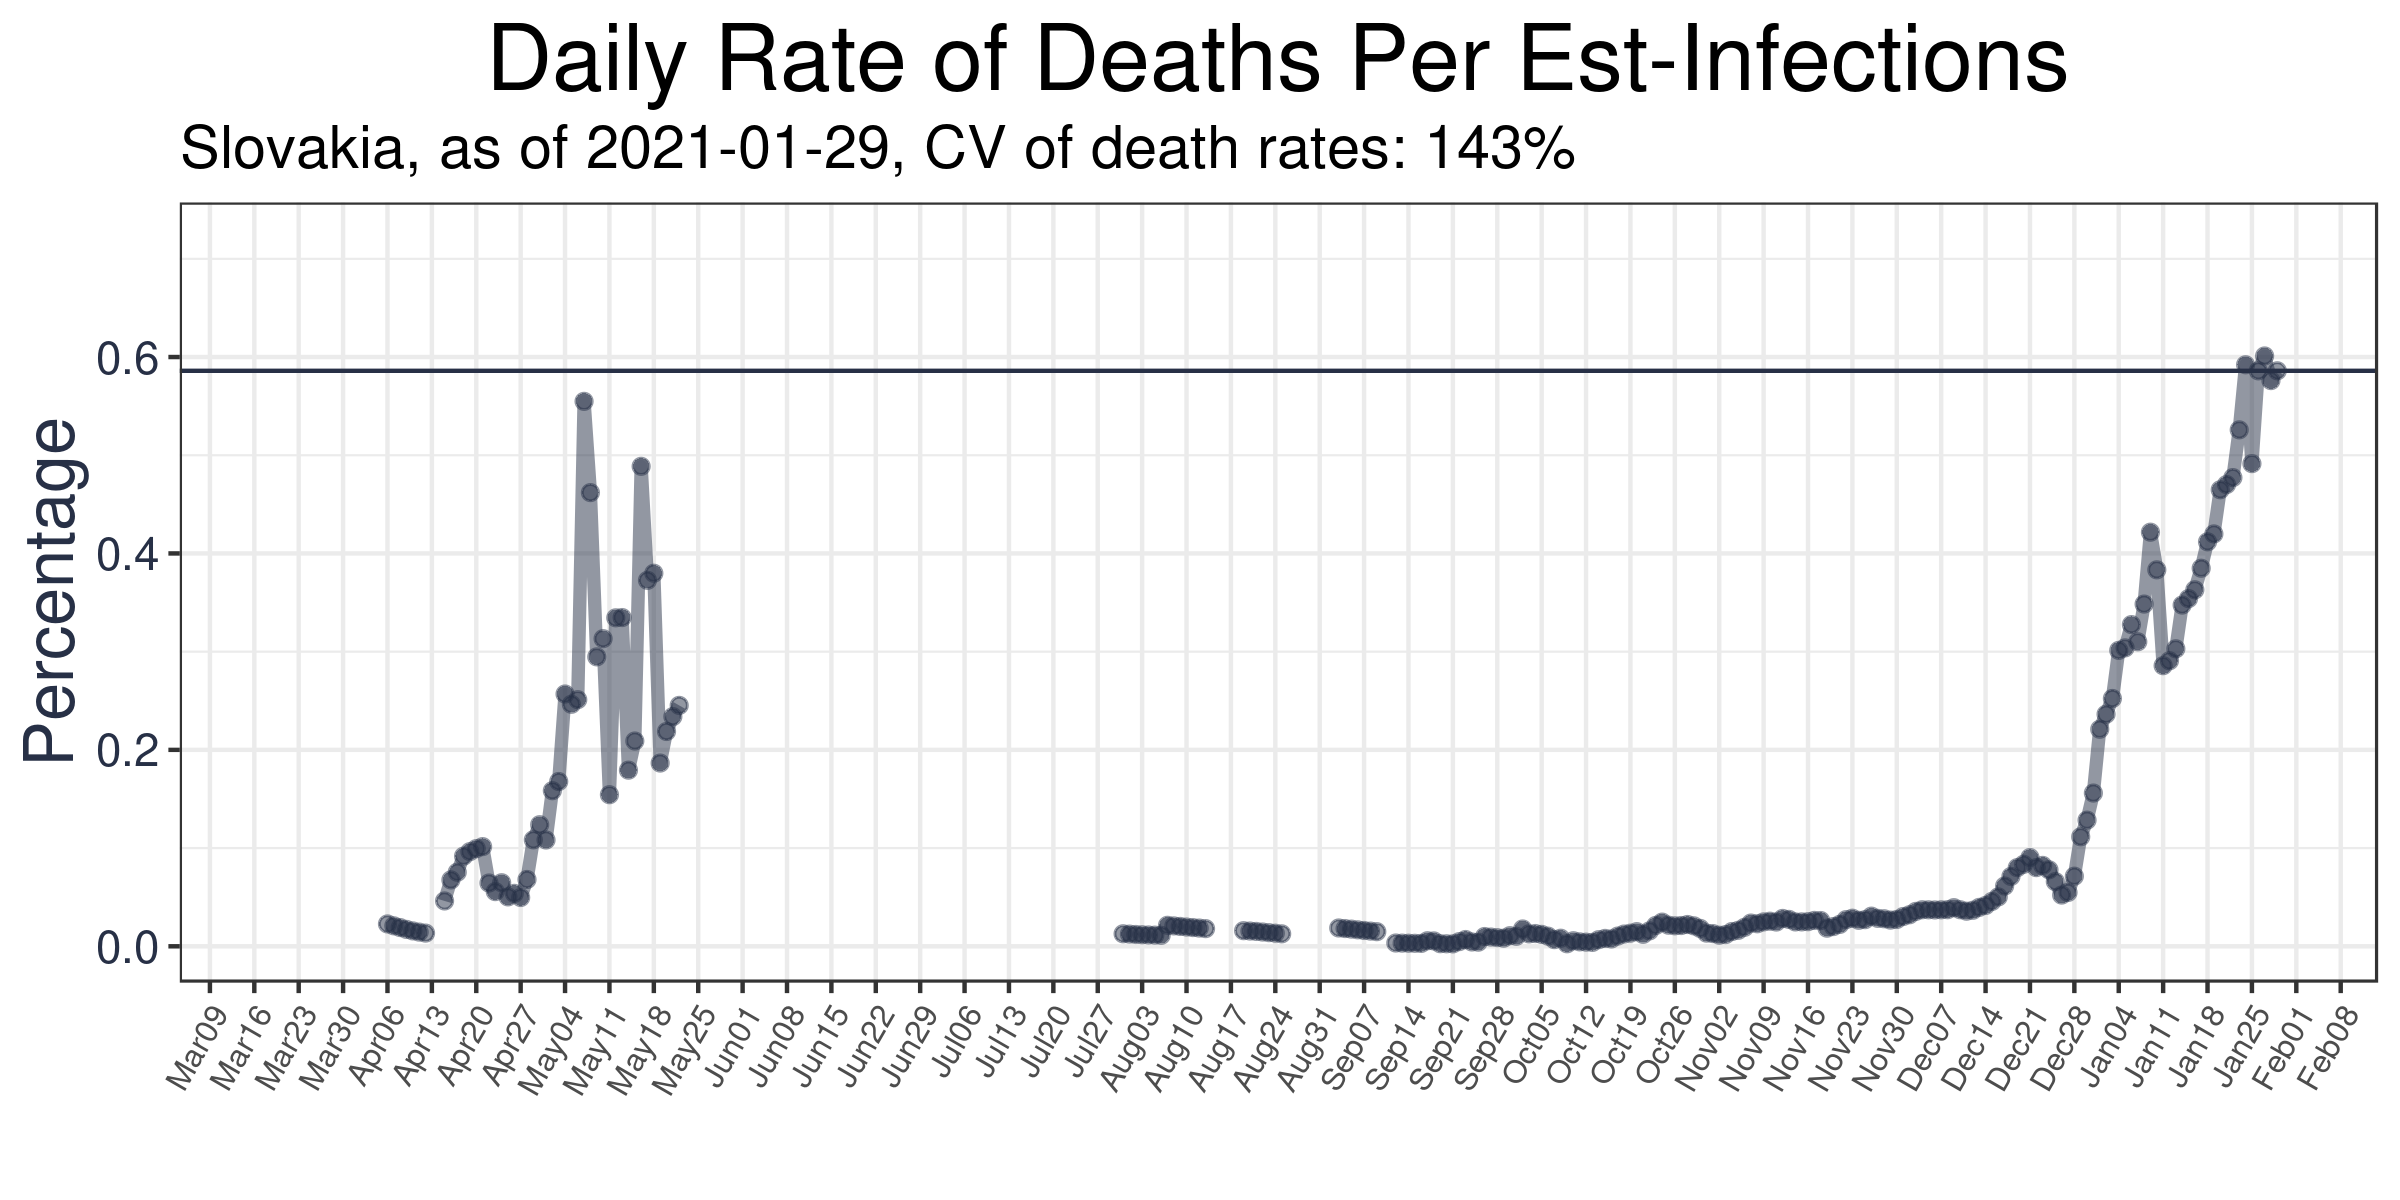 Daily Rate of Deaths Per Est-Infections
Slovakia, as of 2021-01-29, CV of death rates: 143%
Percentage
0.6
0.4
0.2
0.0
Mar09
Mar16
Mar23
Mar30
Apr06
Apr13
Apr20
Apr27
May04
May11
May18
May25
Jun01
Jun08
Jun15
Jun22
Jun29
Jul06
Jul13
Jul20
Jul27
Aug03
Aug10
Aug17
Aug24
Aug31
Sep07
Sep14
Sep21
Sep28
Oct05
Oct12
Oct19
Oct26
Nov02
Nov09
Nov16
Nov23
Nov30
Dec07
Dec14
Dec21
Dec28
Jan04
Jan11
Jan18
Jan25
Feb01
Feb08